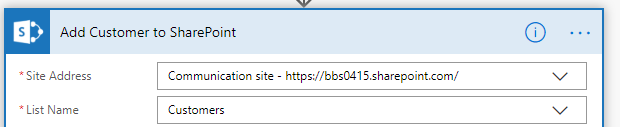 Add Customer to SharePoint
* Site Address Communication site - https://bbs0415.sharepoint.com/
* List Name Customers